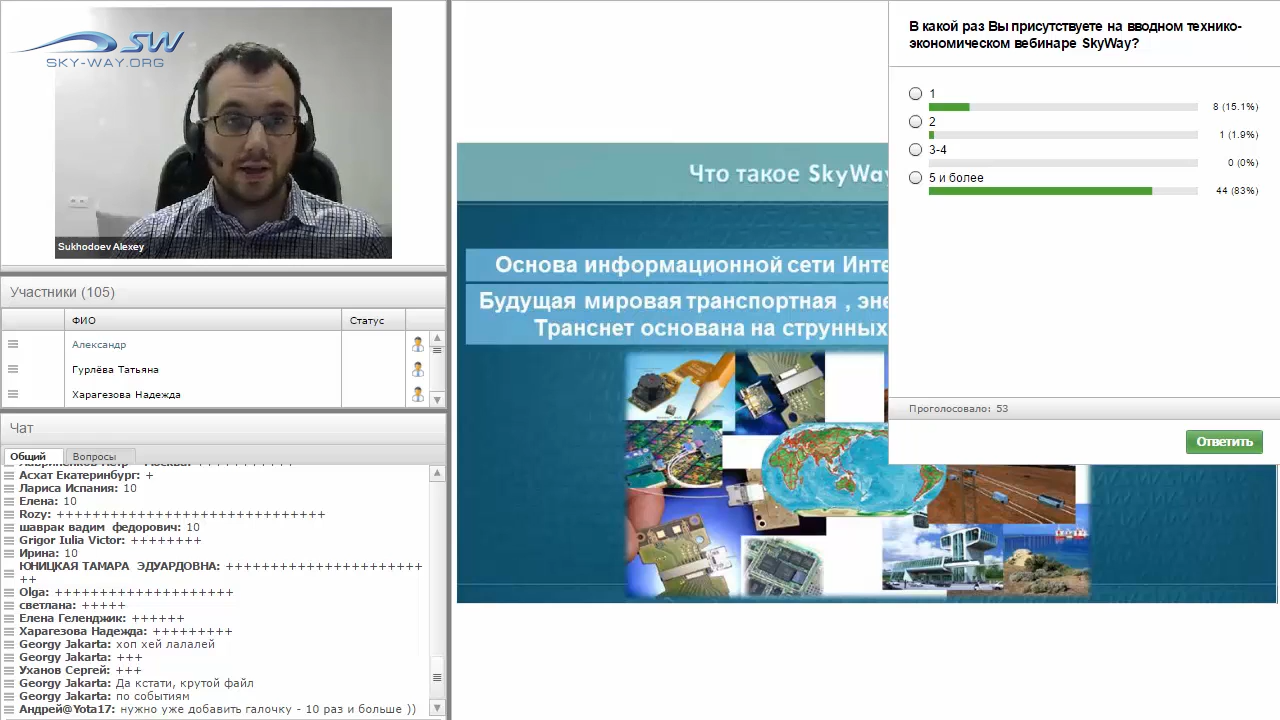 SW
SKY-WAY.ORG
Sukhodoev Alexey
Участники (105)
ФИО
Статус
Александр
Гурлёва Татьяна
Харагезова Надежда
Чат
Общий
Вопросы
Асхат Екатеринбург: +
Лариса Испания: 10
Елена: 10
Rozy: ++++++++++++++++++++++++++++++
шаврак вадим федорович: 10
Grigor Iulia Victor: ++++++++
Ирина: 10
ЮНИЦКАЯ ТАМАРА ЭДУАРДОВНА: ++++++++++++++++++++++
++
Olga: ++++++++++++++++++++
светлана: +++++
Елена Геленджик: ++++++
Харагезова Надежда: +++++++++
Georgy Jakarta: хоп хей лалалей
Georgy Jakarta: +++
Уханов Сергей: +++
Georgy Jakarta: Да кстати, крутой файл
Georgy Jakarta: по событиям
Андрей@Yota17: нужно уже добавить галочку - 10 раз и больше ))
Что такое SkyWay
Основа информационной сети Инте
Будущая мировая транспортная , эне
Транснет основана на струнных
В какой раз Вы присутствуете на вводном технико-
экономическом вебинаре SkyWay?
1
8 (15.1%)
2
1 (1.9%)
3-4
0 (0%)
5 и более
44 (83%)
Проголосовало: 53
Ответить